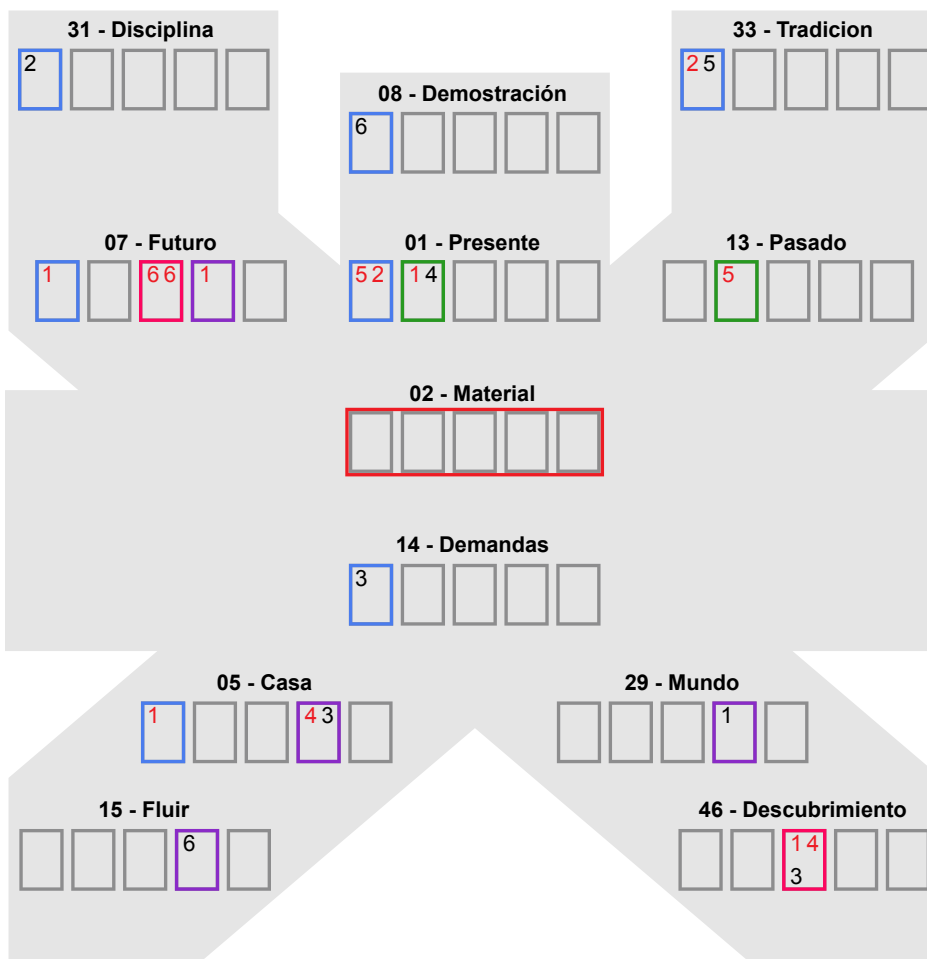 31 - Disciplina
33 - Tradicion
2
2 5
08 - Demostración
6
07 - Futuro
01 - Presente
13 - Pasado
1
6 6
1
5 2
1 4
5
02 - Material
14 - Demandas
3
05 - Casa
29 - Mundo
1
4 3
1
15 - Fluir
46 - Descubrimiento
6
1 4
3